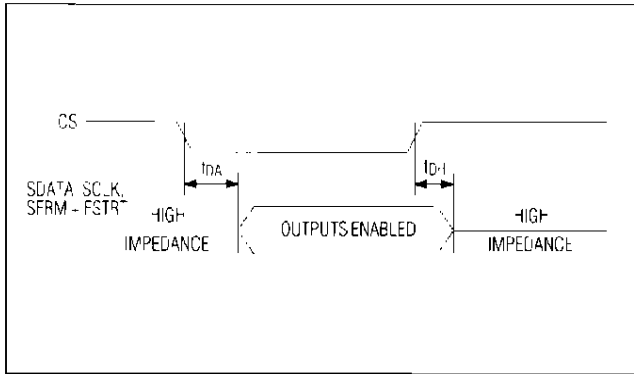 CS
tDA
tDH
SDATA, SCLK,
SFRM + FSTRT
HIGH
IMPEDANCE
OUTPUTS ENABLED
HIGH
IMPEDANCE